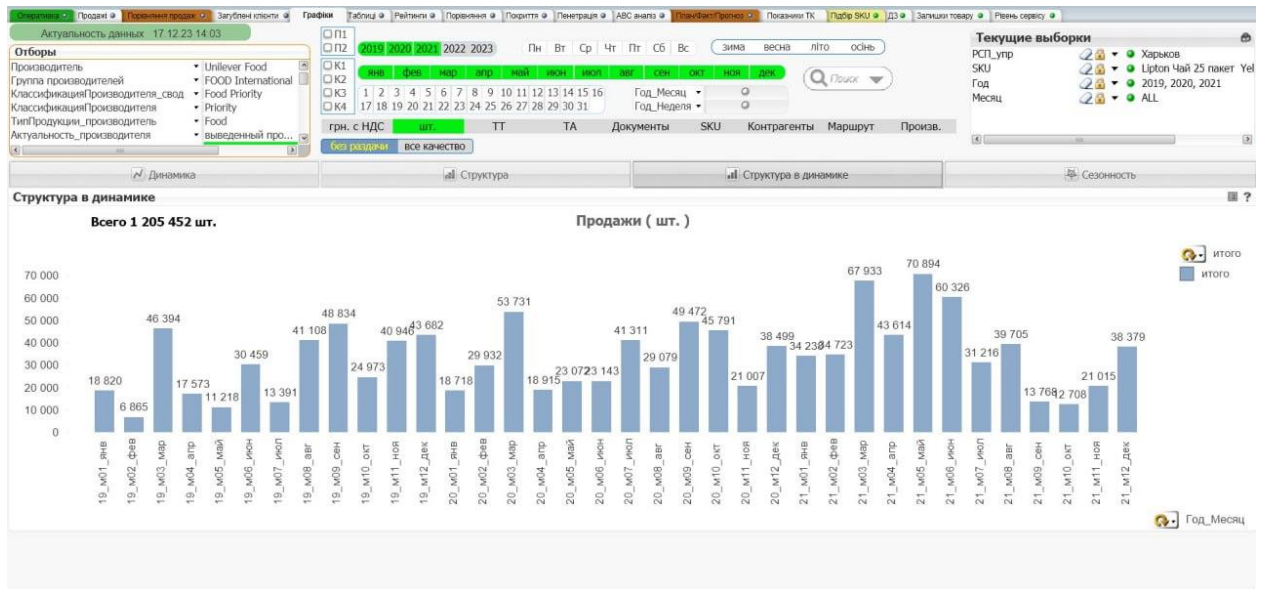 Оперативна Продажі Порівняння продаж Загублені клієнти Графіки Таблиці Рейтинги Порівняння Покриття Пенетрація АВС аналіз План/Факт/Прогноз Показники ТК Підбір SKU ДЗ Залишки товару Рівень сервісу
Актуальность данных 17.12.23 14:03
Отборы
Производитель Unilever Food
Группа производителей FOOD International
КлассификацияПроизводителя_свод Food Priority
КлассификацияПроизводителя Priority
ТипПродукции_производитель Food
Актуальность_производителя выведенный про...
П1
П2 2019 2020 2021 2022 2023 Пн Вт Ср Чт Пт Сб Вс зима весна літо осінь
К1
К2 янв фев мар апр май июн июл авг сен окт ноя дек Поиск
К3 1 2 3 4 5 6 7 8 9 10 11 12 13 14 15 16 Год_Месяц
К4 17 18 19 20 21 22 23 24 25 26 27 28 29 30 31 Год_Неделя
грн. с НДС шт. ТТ ТА Документы SKU Контрагенты Маршрут Произв.
без раздачи все качество
Текущие выборки
РСП_упр Харьков
SKU Lipton Чай 25 пакет Yel
Год 2019, 2020, 2021
Месяц ALL
Динамика Структура Структура в динамике Сезонность
Структура в динамике ?
Всего 1 205 452 шт. Продажи ( шт. )
итого
итого
70 000
60 000
50 000
40 000
30 000
20 000
10 000
0
18 820 6 865 46 394 17 573 11 218 30 459 13 391 41 108 48 834 24 973 40 946 43 682 18 718 29 932 53 731 18 915 23 072 23 143 41 311 29 079 49 472 45 791 21 007 38 499 34 238 34 723 67 933 43 614 70 894 60 326 31 216 39 705 13 768 12 708 21 015 38 379
19_м01_янв 19_м02_фев 19_м03_мар 19_м04_апр 19_м05_май 19_м06_июн 19_м07_июл 19_м08_авг 19_м09_сен 19_м10_окт 19_м11_ноя 19_м12_дек 20_м01_янв 20_м02_фев 20_м03_мар 20_м04_апр 20_м05_май 20_м06_июн 20_м07_июл 20_м08_авг 20_м09_сен 20_м10_окт 20_м11_ноя 20_м12_дек 21_м01_янв 21_м02_фев 21_м03_мар 21_м04_апр 21_м05_май 21_м06_июн 21_м07_июл 21_м08_авг 21_м09_сен 21_м10_окт 21_м11_ноя 21_м12_дек
Год_Месяц